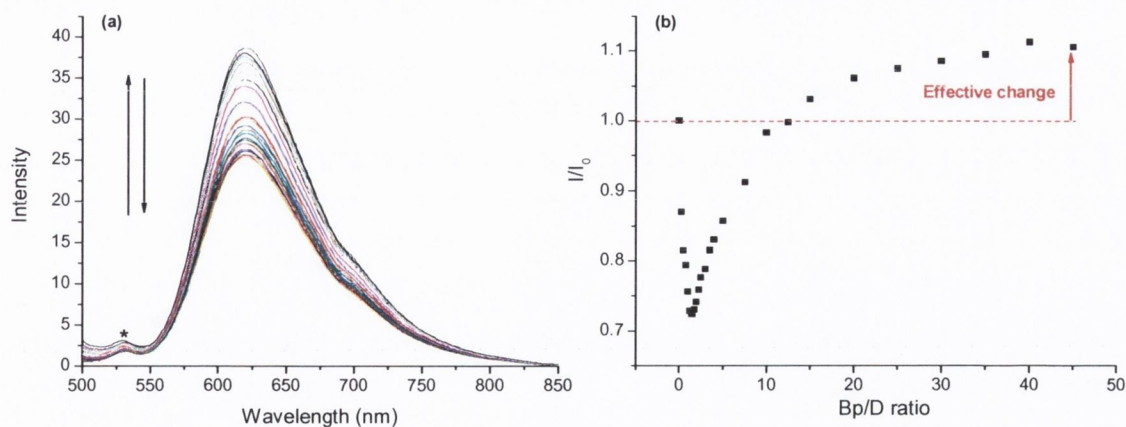 (a)
40
35
30
25
20
15
10
5
0
Intensity
*
500 550 600 650 700 750 800 850
Wavelength (nm)
(b)
1.1
1.0
0.9
0.8
0.7
I/I0
Effective change
0 10 20 30 40 50
Bp/D ratio